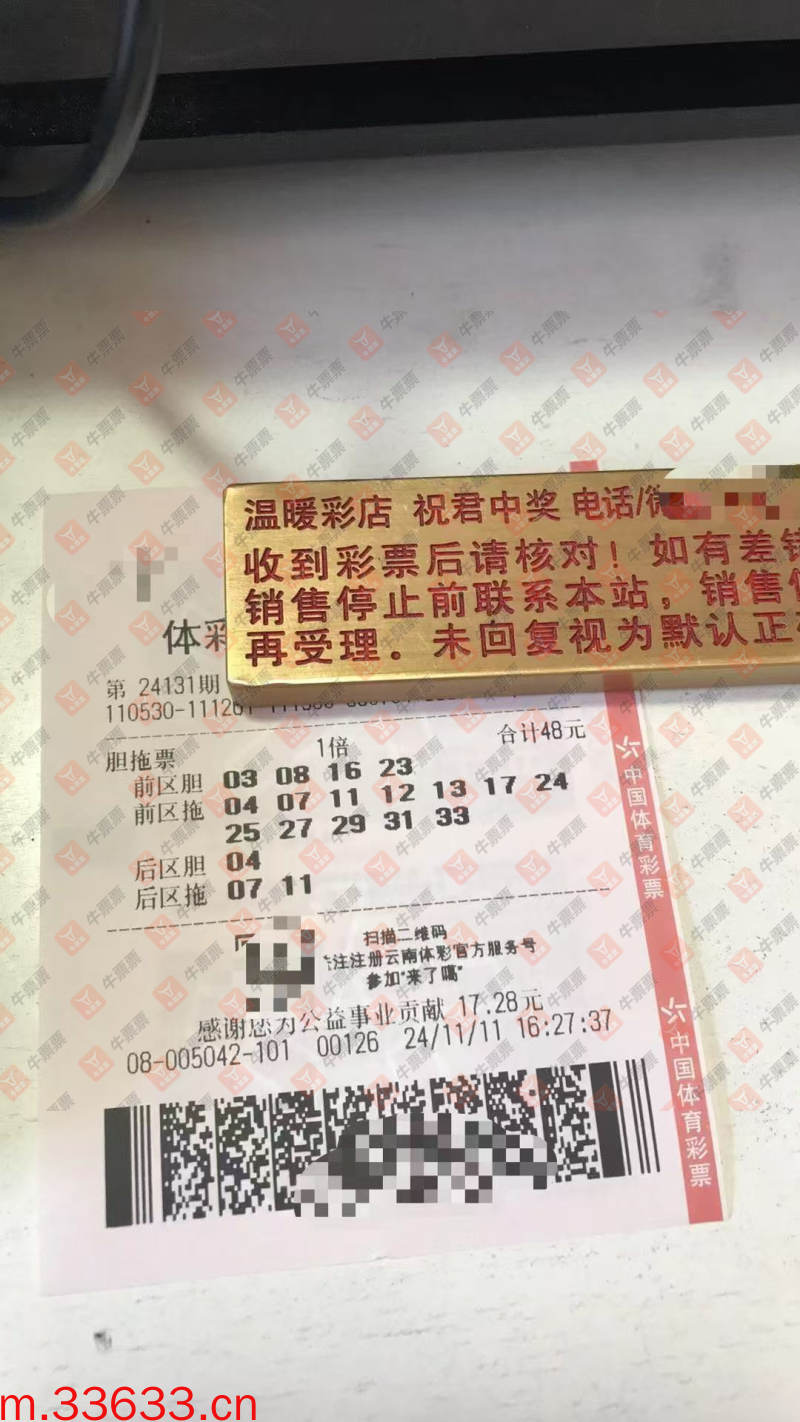 温暖彩店 祝君中奖 电话/微
收到彩票后请核对！如有差错
销售停止前联系本站，销售
再受理．未回复视为默认正
体彩
第 24131期
110530-111201
胆拖票 1倍 合计48元
前区胆 03 08 16 23
前区拖 04 07 11 12 13 17 24
25 27 29 31 33
后区胆 04
后区拖 07 11
扫描二维码
注注册云南体彩官方服务号
参加"来了噶"
感谢您为公益事业贡献 17.28元
08-005042-101 00126 24/11/11 16:27:37
中国体育彩票
中国体育彩票
牛票票
m.33633.cn